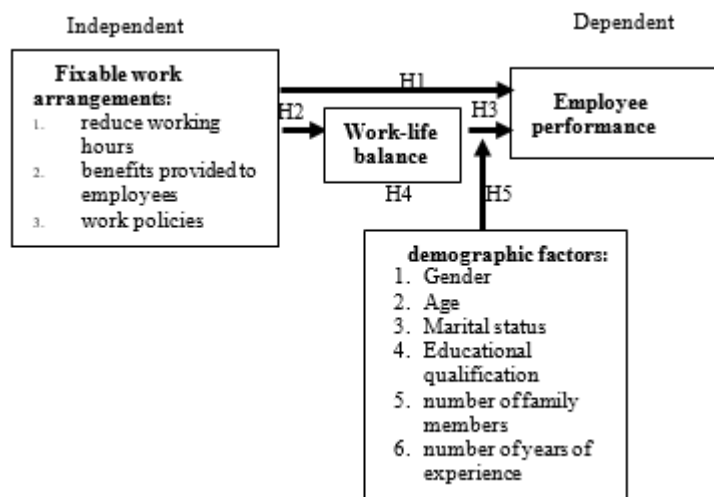 Independent
Dependent
Fixable work
arrangements:
1. reduce working
hours
2. benefits provided to
employees
3. work policies
H1
H2
Work-life
balance
H3
Employee
performance
H4
H5
demographic factors:
1. Gender
2. Age
3. Marital status
4. Educational
qualification
5. number of family
members
6. number of years of
experience